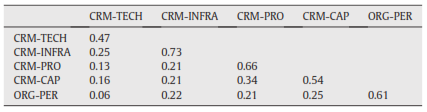 CRM-TECH CRM-INFRA CRM-PRO CRM-CAP ORG-PER
CRM-TECH 0.47
CRM-INFRA 0.25 0.73
CRM-PRO 0.13 0.21 0.66
CRM-CAP 0.16 0.21 0.34 0.54
ORG-PER 0.06 0.22 0.21 0.25 0.61